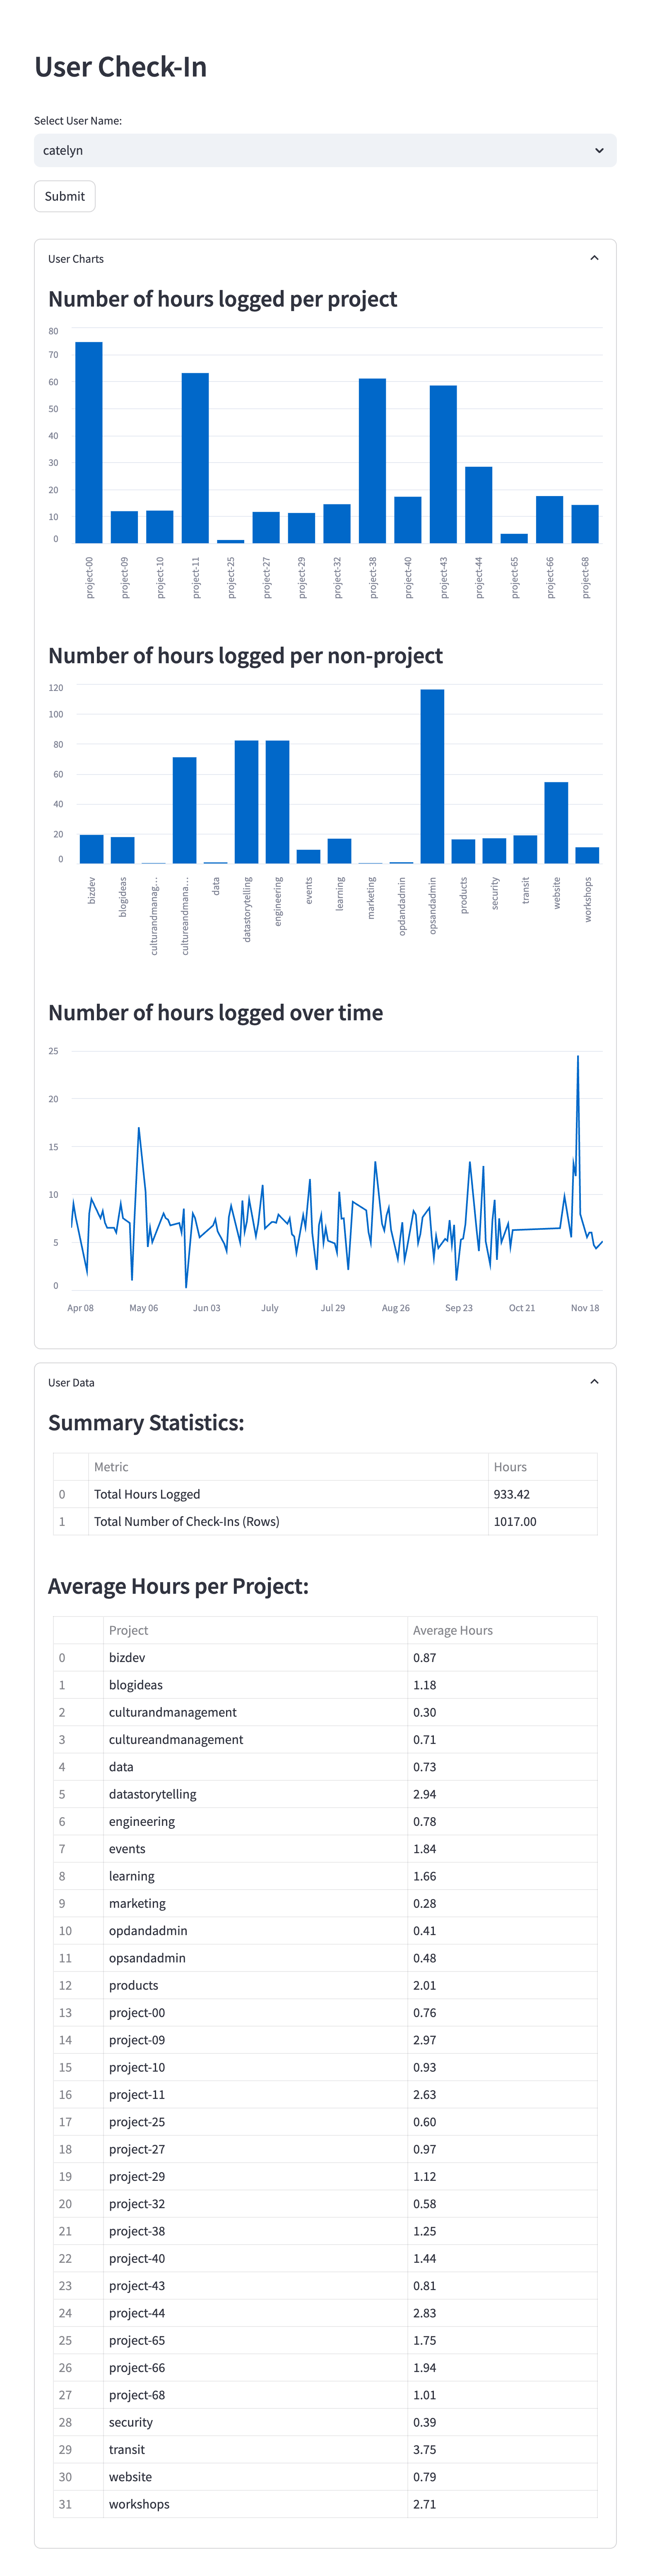 User Check-In
Select User Name:
catelyn
Submit
User Charts
Number of hours logged per project
80
70
60
50
40
30
20
10
0
project-00
project-09
project-10
project-11
project-25
project-27
project-29
project-32
project-38
project-40
project-43
project-44
project-65
project-66
project-68
Number of hours logged per non-project
120
100
80
60
40
20
0
bizdev
blogideas
culturandmanag…
cultureandmana…
data
datastorytelling
engineering
events
learning
marketing
opdandadmin
opsandadmin
products
security
transit
website
workshops
Number of hours logged over time
25
20
15
10
5
0
Apr 08 May 06 Jun 03 July Jul 29 Aug 26 Sep 23 Oct 21 Nov 18
User Data
Summary Statistics:
Metric Hours
0 Total Hours Logged 933.42
1 Total Number of Check-Ins (Rows) 1017.00
Average Hours per Project:
Project Average Hours
0 bizdev 0.87
1 blogideas 1.18
2 culturandmanagement 0.30
3 cultureandmanagement 0.71
4 data 0.73
5 datastorytelling 2.94
6 engineering 0.78
7 events 1.84
8 learning 1.66
9 marketing 0.28
10 opdandadmin 0.41
11 opsandadmin 0.48
12 products 2.01
13 project-00 0.76
14 project-09 2.97
15 project-10 0.93
16 project-11 2.63
17 project-25 0.60
18 project-27 0.97
19 project-29 1.12
20 project-32 0.58
21 project-38 1.25
22 project-40 1.44
23 project-43 0.81
24 project-44 2.83
25 project-65 1.75
26 project-66 1.94
27 project-68 1.01
28 security 0.39
29 transit 3.75
30 website 0.79
31 workshops 2.71